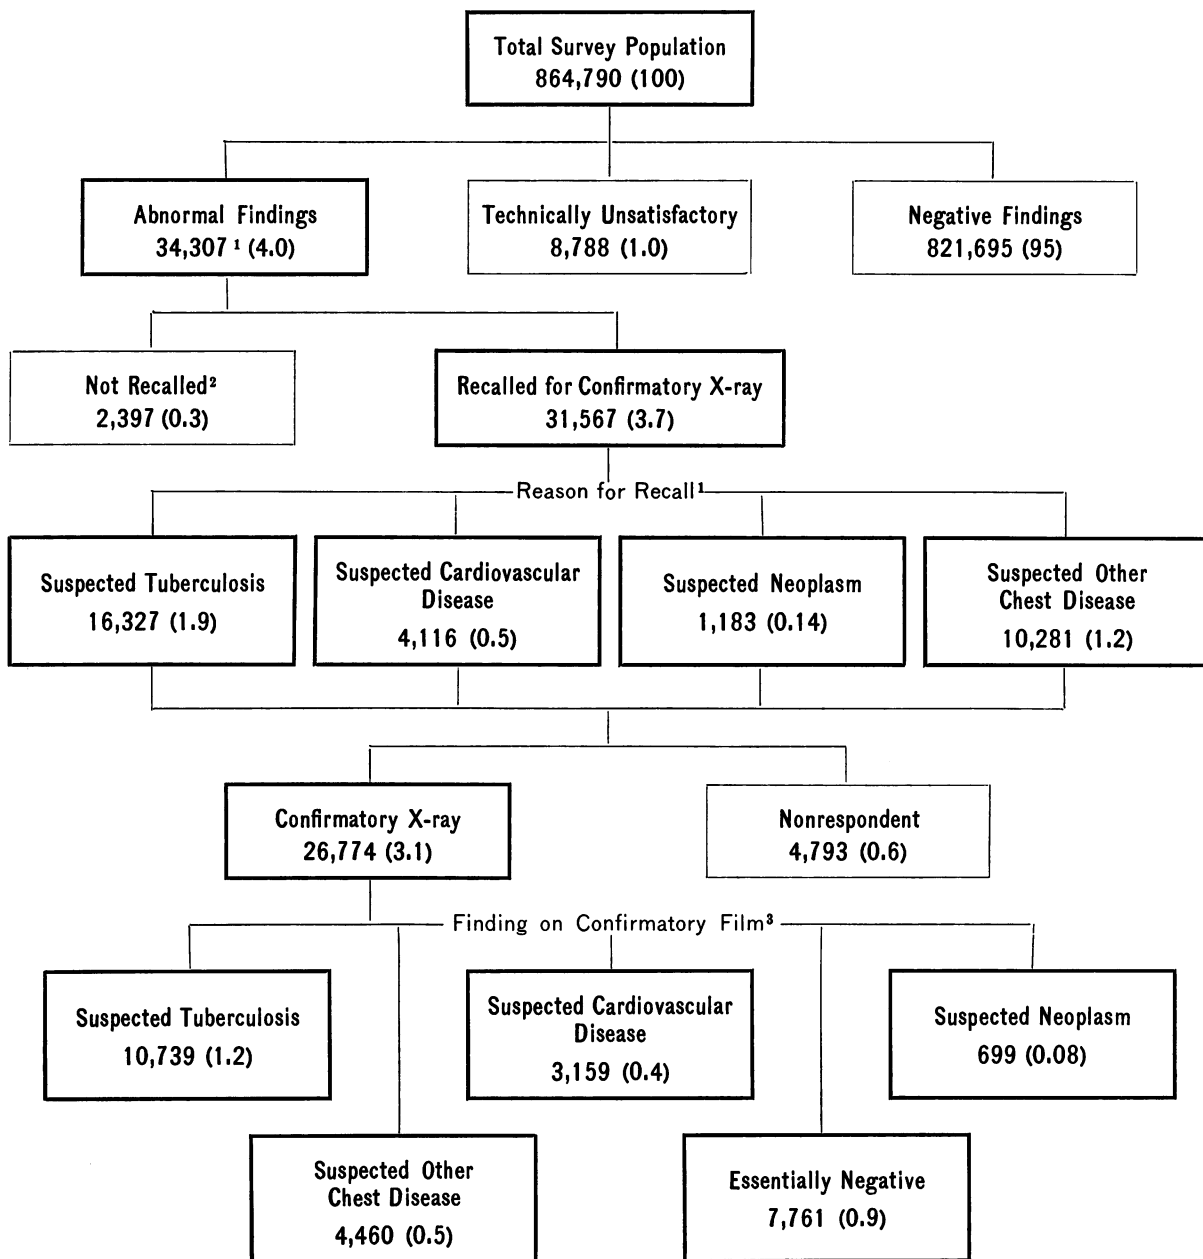 Total Survey Population
864,790 (100)
Abnormal Findings
34,307 ¹ (4.0)
Technically Unsatisfactory
8,788 (1.0)
Negative Findings
821,695 (95)
Not Recalled²
2,397 (0.3)
Recalled for Confirmatory X-ray
31,567 (3.7)
Reason for Recall¹
Suspected Tuberculosis
16,327 (1.9)
Suspected Cardiovascular
Disease
4,116 (0.5)
Suspected Neoplasm
1,183 (0.14)
Suspected Other
Chest Disease
10,281 (1.2)
Confirmatory X-ray
26,774 (3.1)
Nonrespondent
4,793 (0.6)
Finding on Confirmatory Film³
Suspected Tuberculosis
10,739 (1.2)
Suspected Cardiovascular
Disease
3,159 (0.4)
Suspected Neoplasm
699 (0.08)
Suspected Other
Chest Disease
4,460 (0.5)
Essentially Negative
7,761 (0.9)